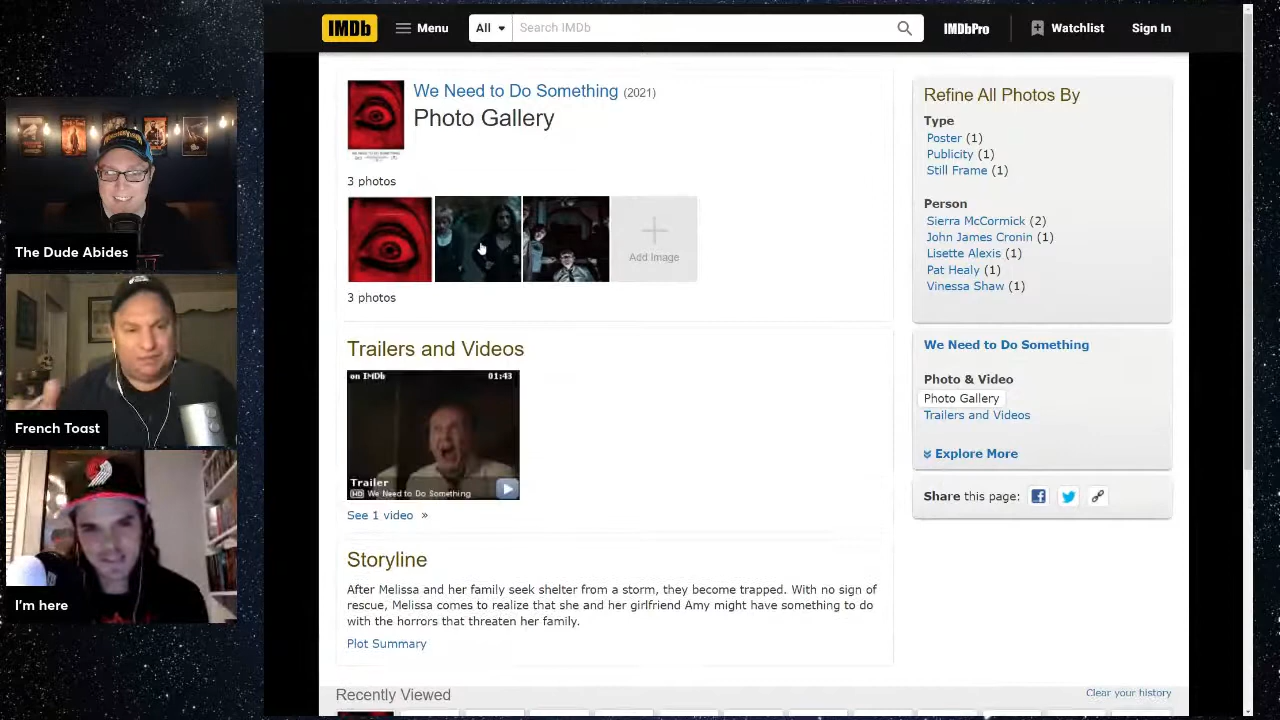 IMDb
Menu
All
Search IMDb
IMDbPro
Watchlist
Sign In
We Need to Do Something (2021)
Photo Gallery
3 photos
Add Image
3 photos
Trailers and Videos
on IMDb
01:43
Trailer
HD We Need to Do Something
See 1 video »
Storyline
After Melissa and her family seek shelter from a storm, they become trapped. With no sign of
rescue, Melissa comes to realize that she and her girlfriend Amy might have something to do
with the horrors that threaten her family.
Plot Summary
Recently Viewed
Clear your history
Refine All Photos By
Type
Poster (1)
Publicity (1)
Still Frame (1)
Person
Sierra McCormick (2)
John James Cronin (1)
Lisette Alexis (1)
Pat Healy (1)
Vinessa Shaw (1)
We Need to Do Something
Photo & Video
Photo Gallery
Trailers and Videos
Explore More
Share this page:
The Dude Abides
French Toast
I'm here